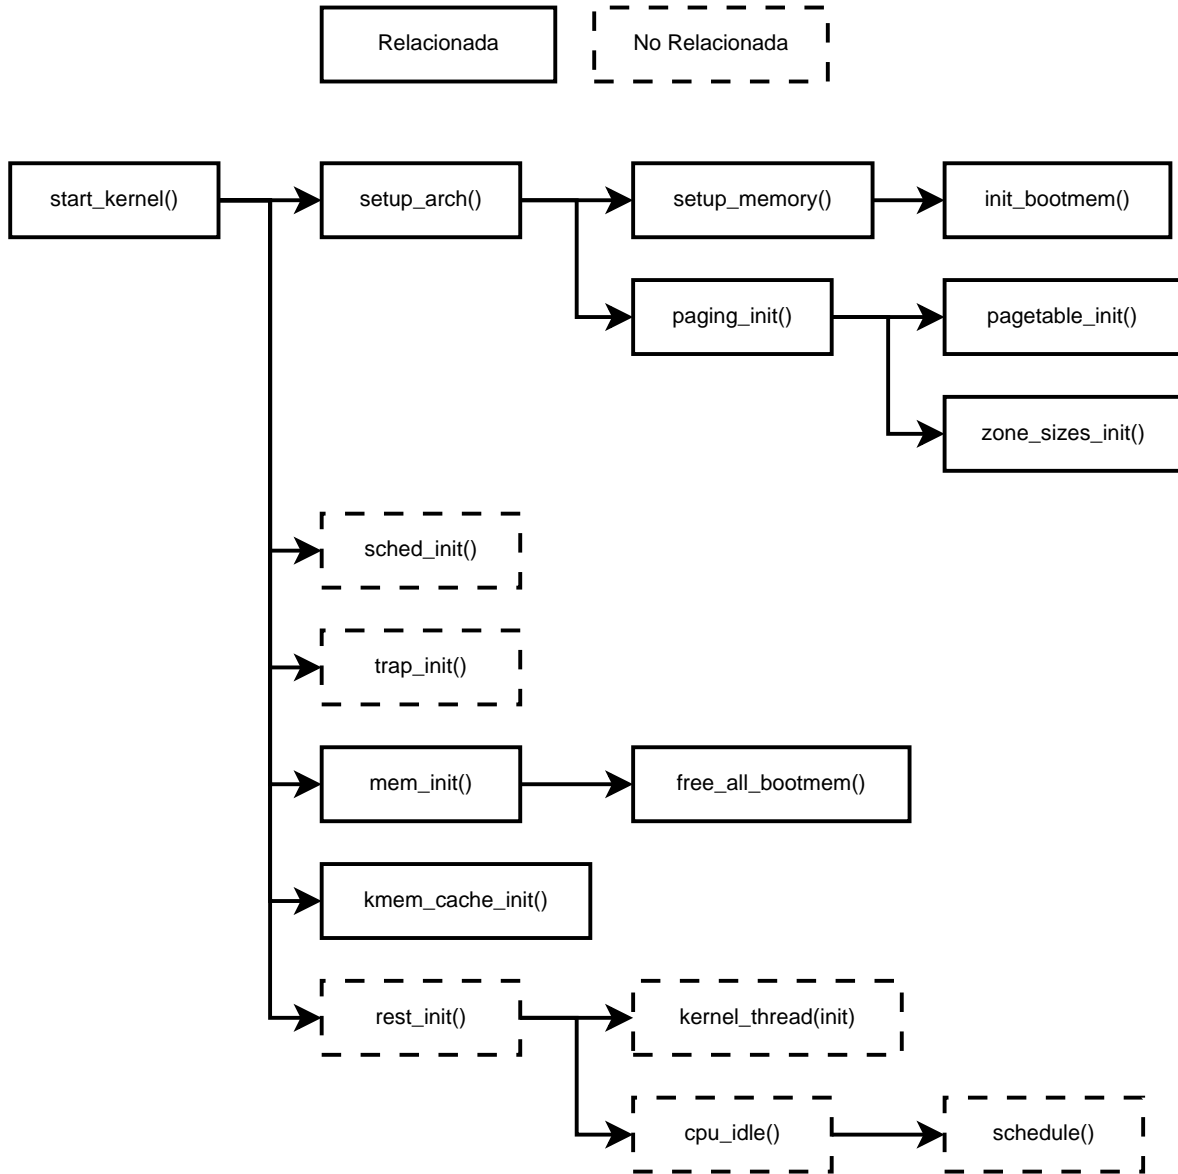 Relacionada
No Relacionada
start_kernel()
setup_arch()
setup_memory()
init_bootmem()
paging_init()
pagetable_init()
zone_sizes_init()
sched_init()
trap_init()
mem_init()
free_all_bootmem()
kmem_cache_init()
rest_init()
kernel_thread(init)
cpu_idle()
schedule()